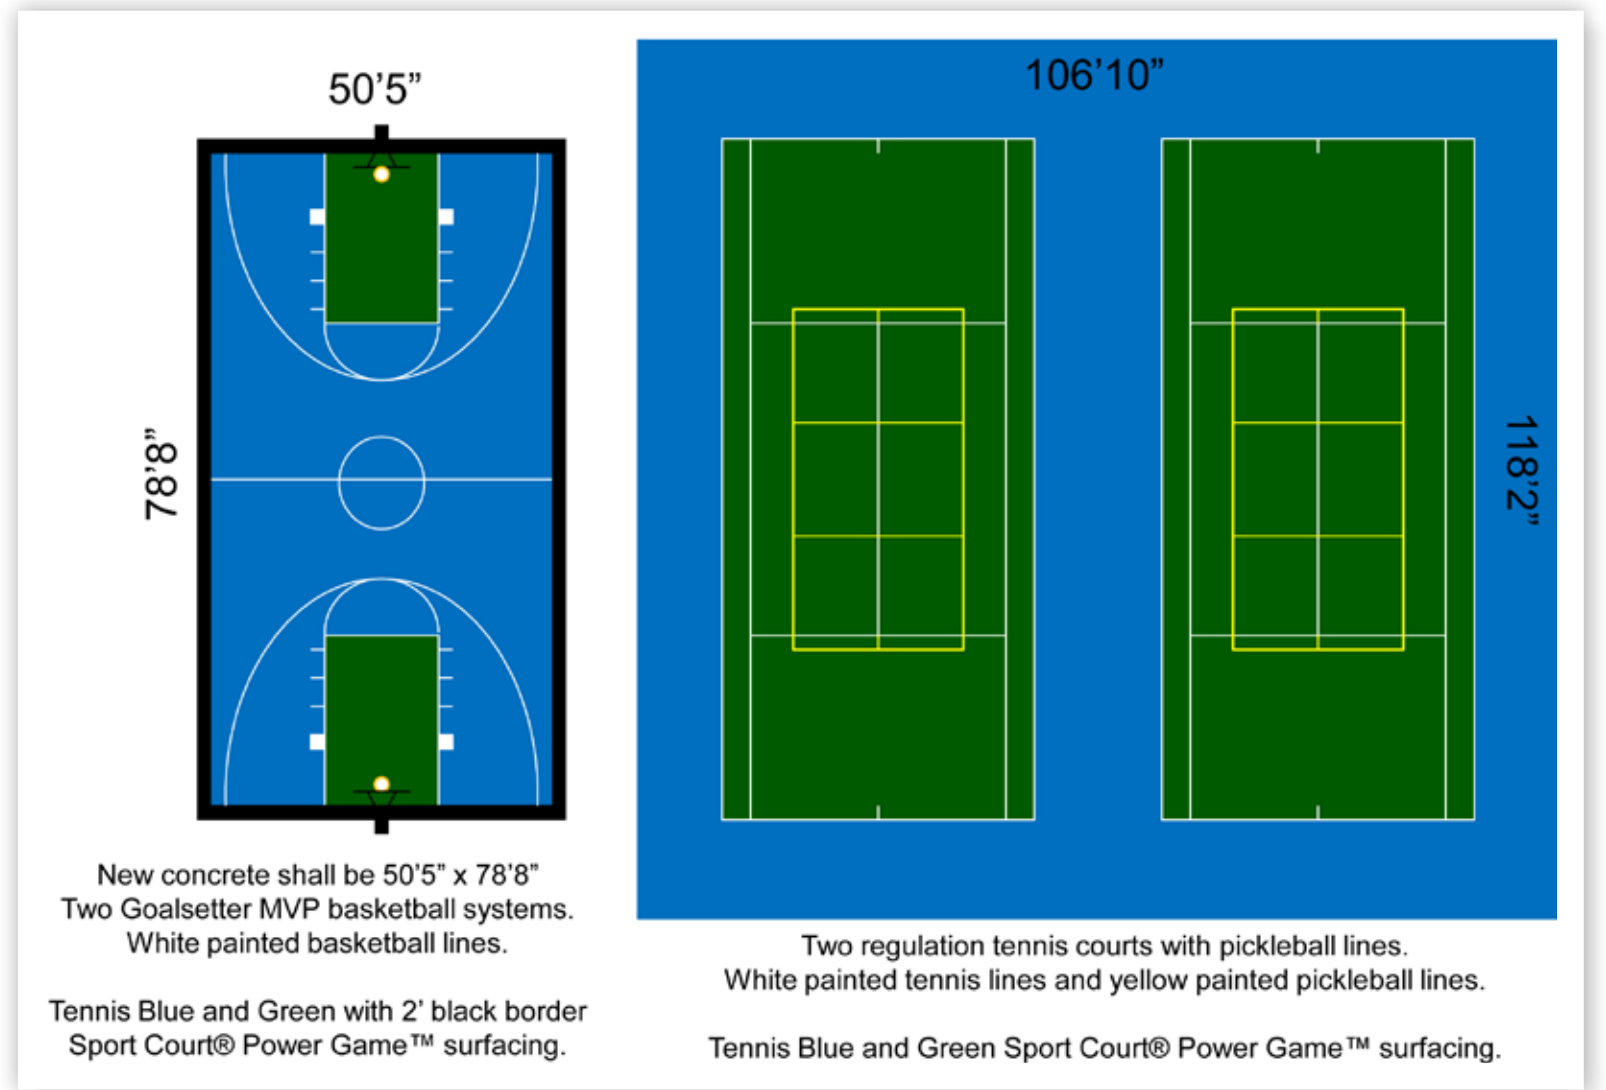 50’5”
78’8”
New concrete shall be 50’5” x 78’8”
Two Goalsetter MVP basketball systems.
White painted basketball lines.
Tennis Blue and Green with 2’ black border
Sport Court® Power Game™ surfacing.
106’10”
118’2”
Two regulation tennis courts with pickleball lines.
White painted tennis lines and yellow painted pickleball lines.
Tennis Blue and Green Sport Court® Power Game™ surfacing.